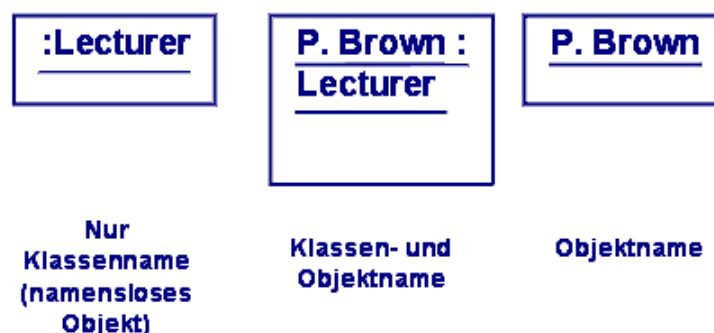 :Lecturer
P. Brown :
Lecturer
P. Brown
Nur
Klassenname
(namensloses
Objekt)
Klassen- und
Objektname
Objektname